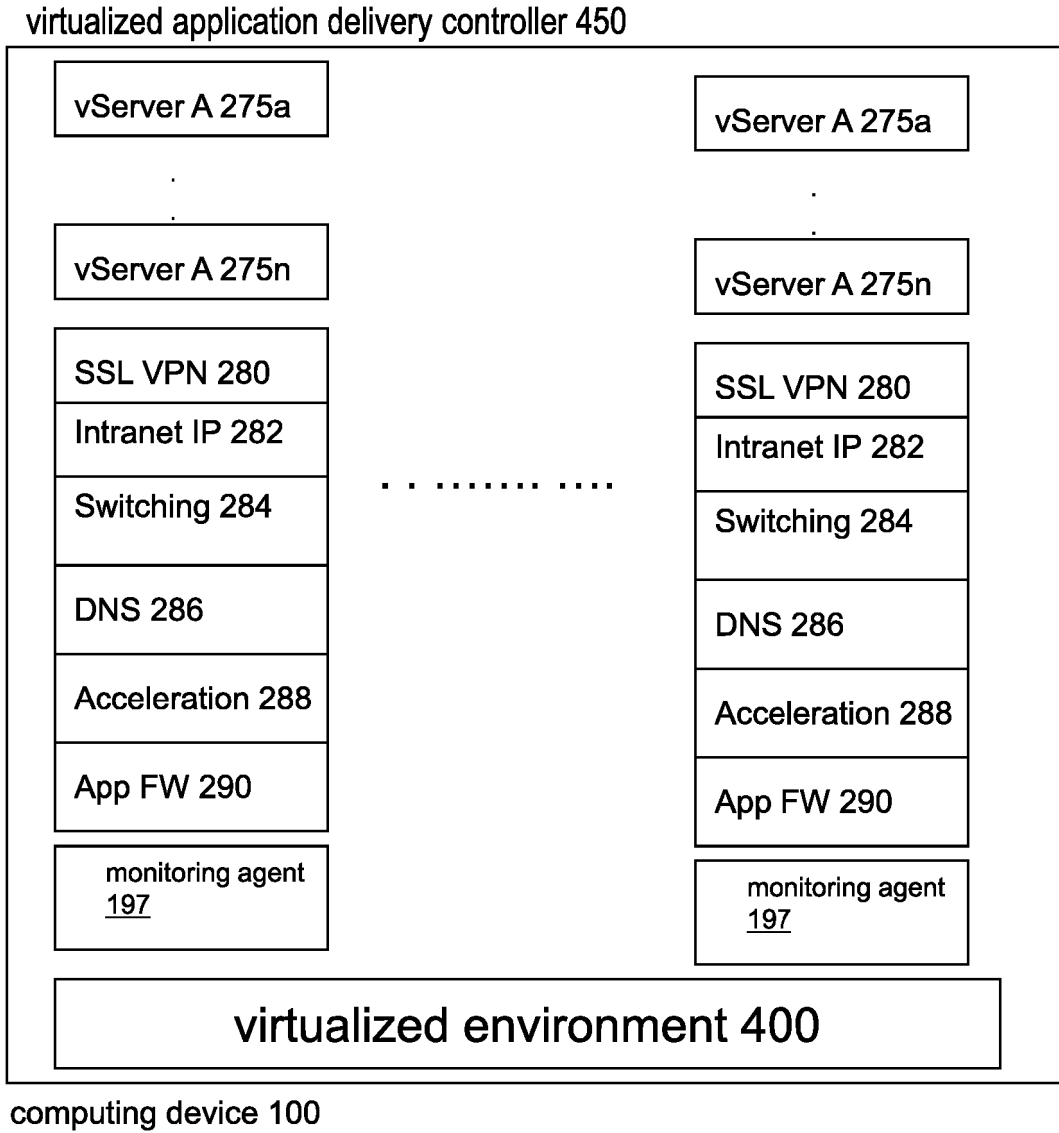 virtualized application delivery controller 450
vServer A 275a
vServer A 275n
SSL VPN 280
Intranet IP 282
Switching 284
DNS 286
Acceleration 288
App FW 290
monitoring agent
197
vServer A 275a
vServer A 275n
SSL VPN 280
Intranet IP 282
Switching 284
DNS 286
Acceleration 288
App FW 290
monitoring agent
197
virtualized environment 400
computing device 100